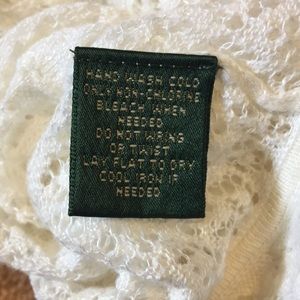 HAND WASH COLD
ONLY NON-CHLORINE
BLEACH WHEN
NEEDED
DO NOT WRING
OR TWIST
LAY FLAT TO DRY
COOL IRON IF
NEEDED